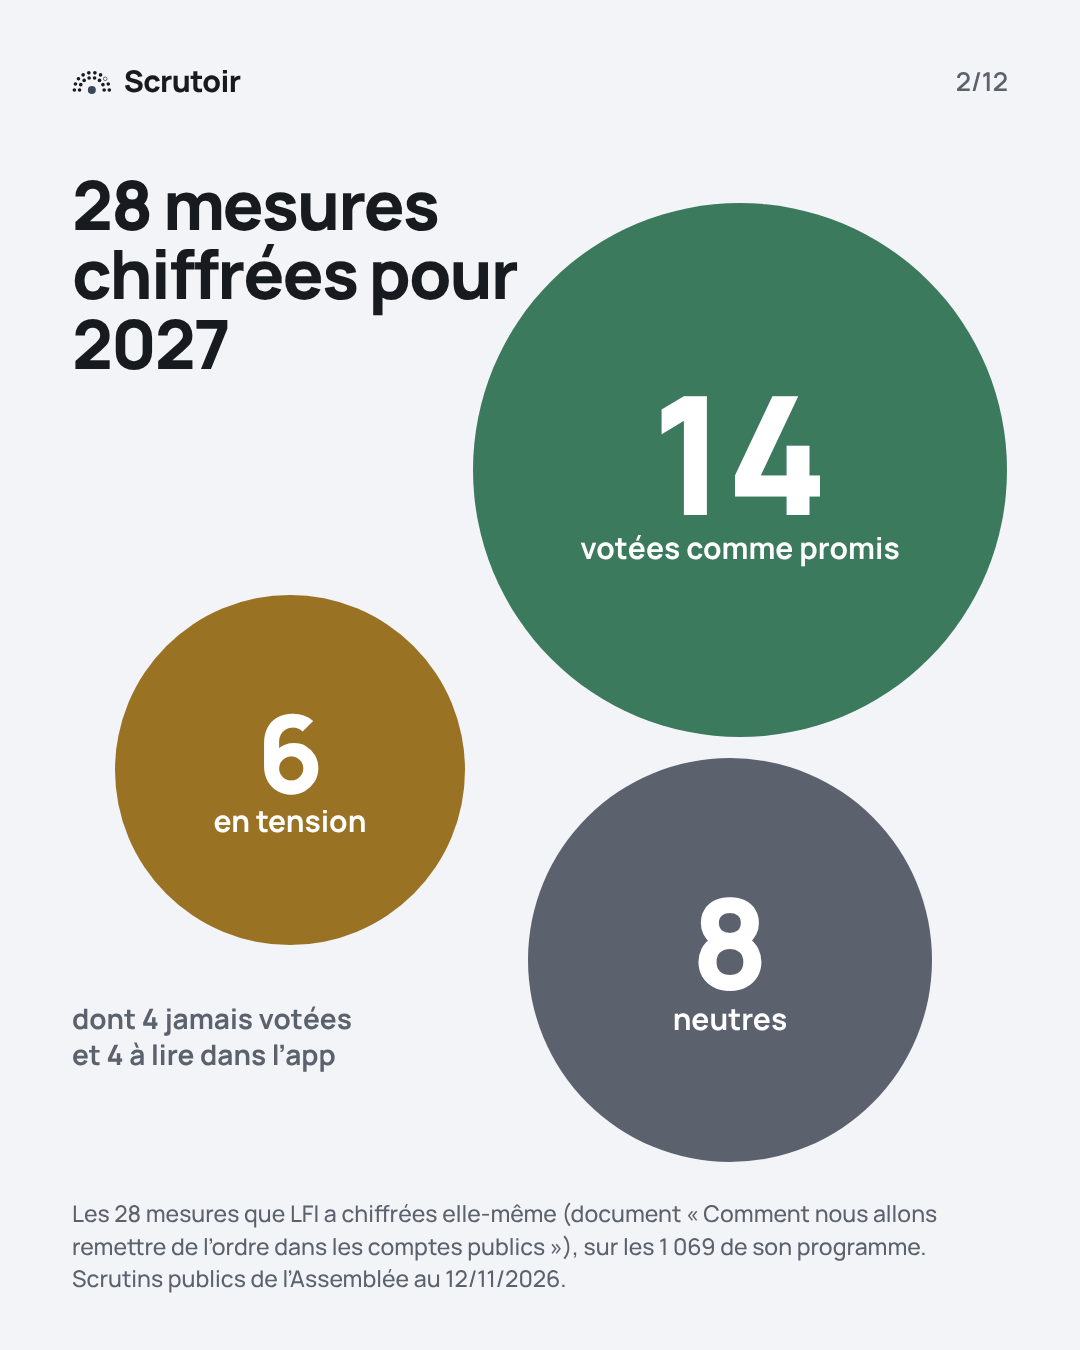 Scrutoir
2/12
28 mesures
chiffrées pour
2027
14
votées comme promis
6
en tension
8
neutres
dont 4 jamais votées
et 4 à lire dans l’app
Les 28 mesures que LFI a chiffrées elle-même (document « Comment nous allons
remettre de l’ordre dans les comptes publics »), sur les 1 069 de son programme.
Scrutins publics de l’Assemblée au 12/11/2026.